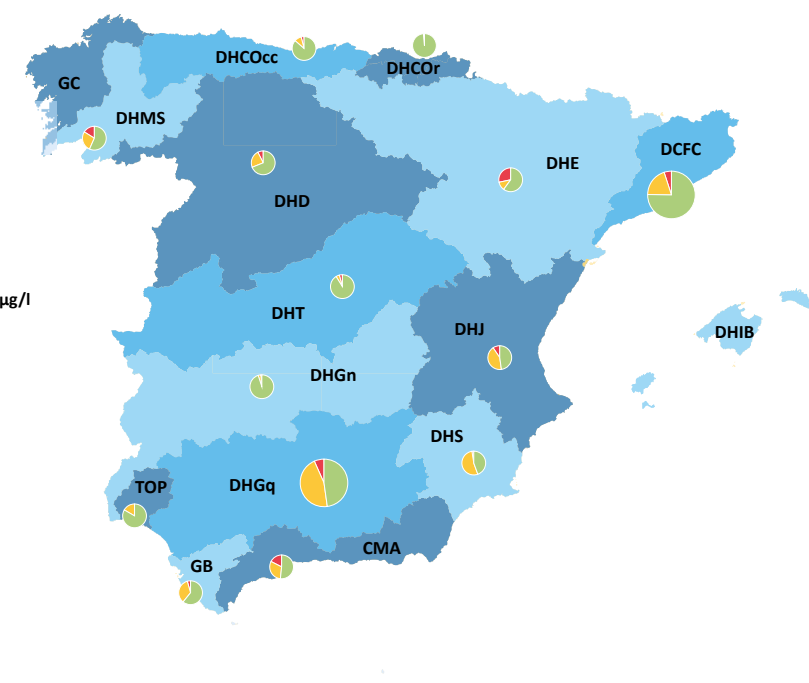 DHCOcc
DHCOr
GC
DHMS
DCFC
DHE
DHD
µg/l
DHT
DHJ
DHIB
DHGn
DHS
DHGq
TOP
CMA
GB